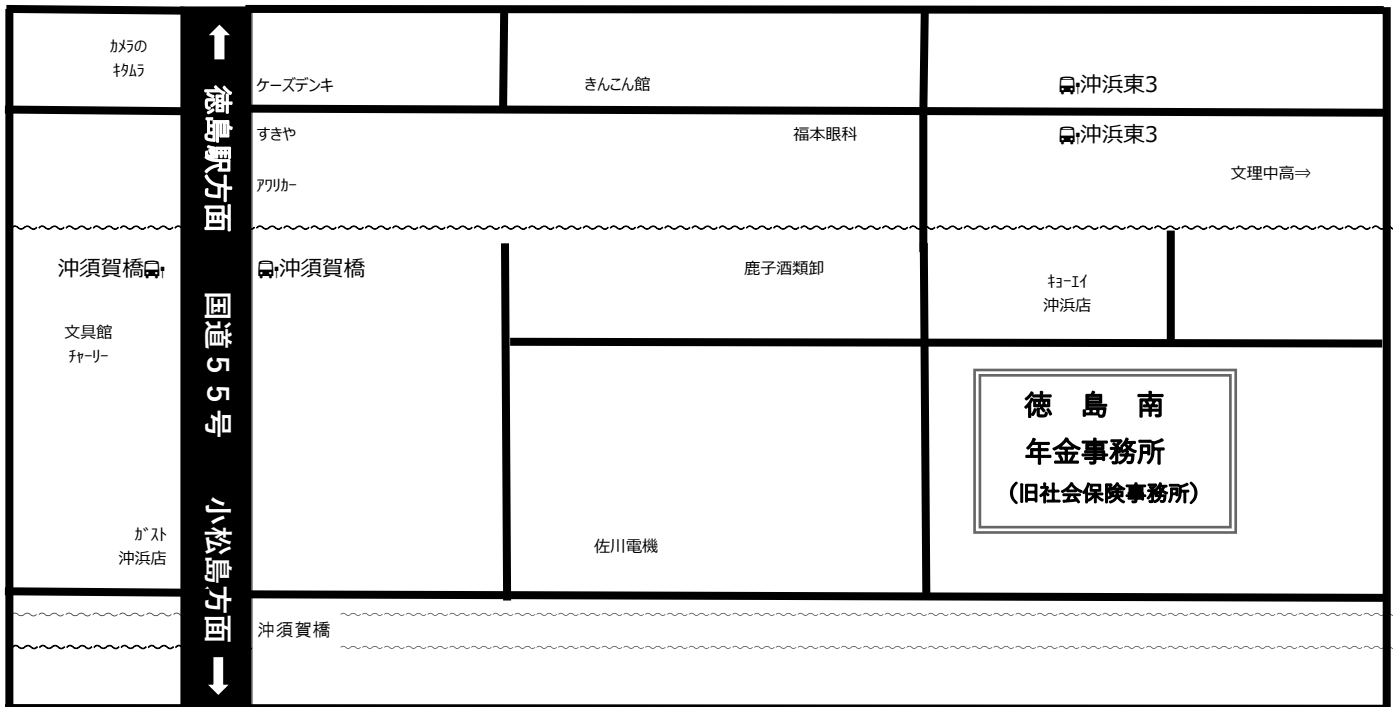 ｶﾒﾗの
ｷﾀﾑﾗ
徳島駅方面
国道５５号
小松島方面
ケーズデンキ
きんこん館
沖浜東3
すきや
福本眼科
沖浜東3
文理中高⇒
ｱﾜﾘｶｰ
沖須賀橋
沖須賀橋
鹿子酒類卸
ｷｮｰｴｲ
沖浜店
文具館
ﾁｬｰﾘｰ
徳　島　南
年金事務所
（旧社会保険事務所）
ｶﾞｽﾄ
沖浜店
佐川電機
沖須賀橋